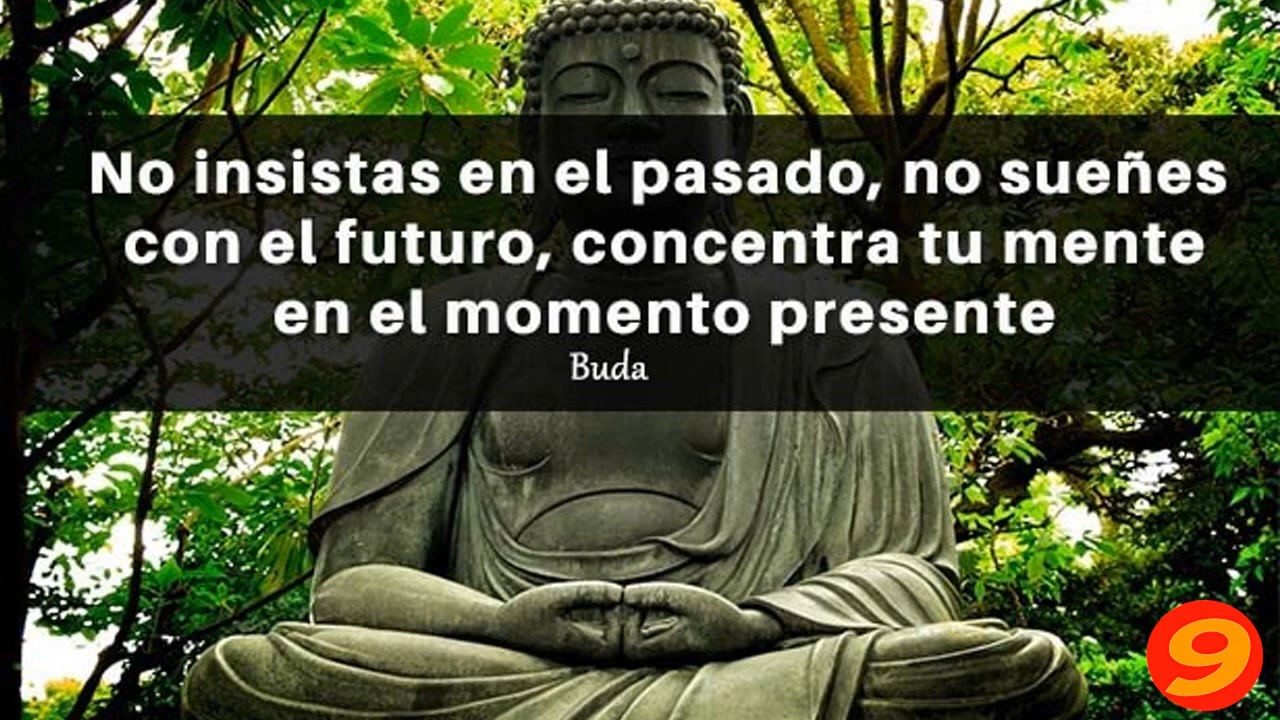 No insistas en el pasado, no sueñes
con el futuro, concentra tu mente
en el momento presente
Buda
9